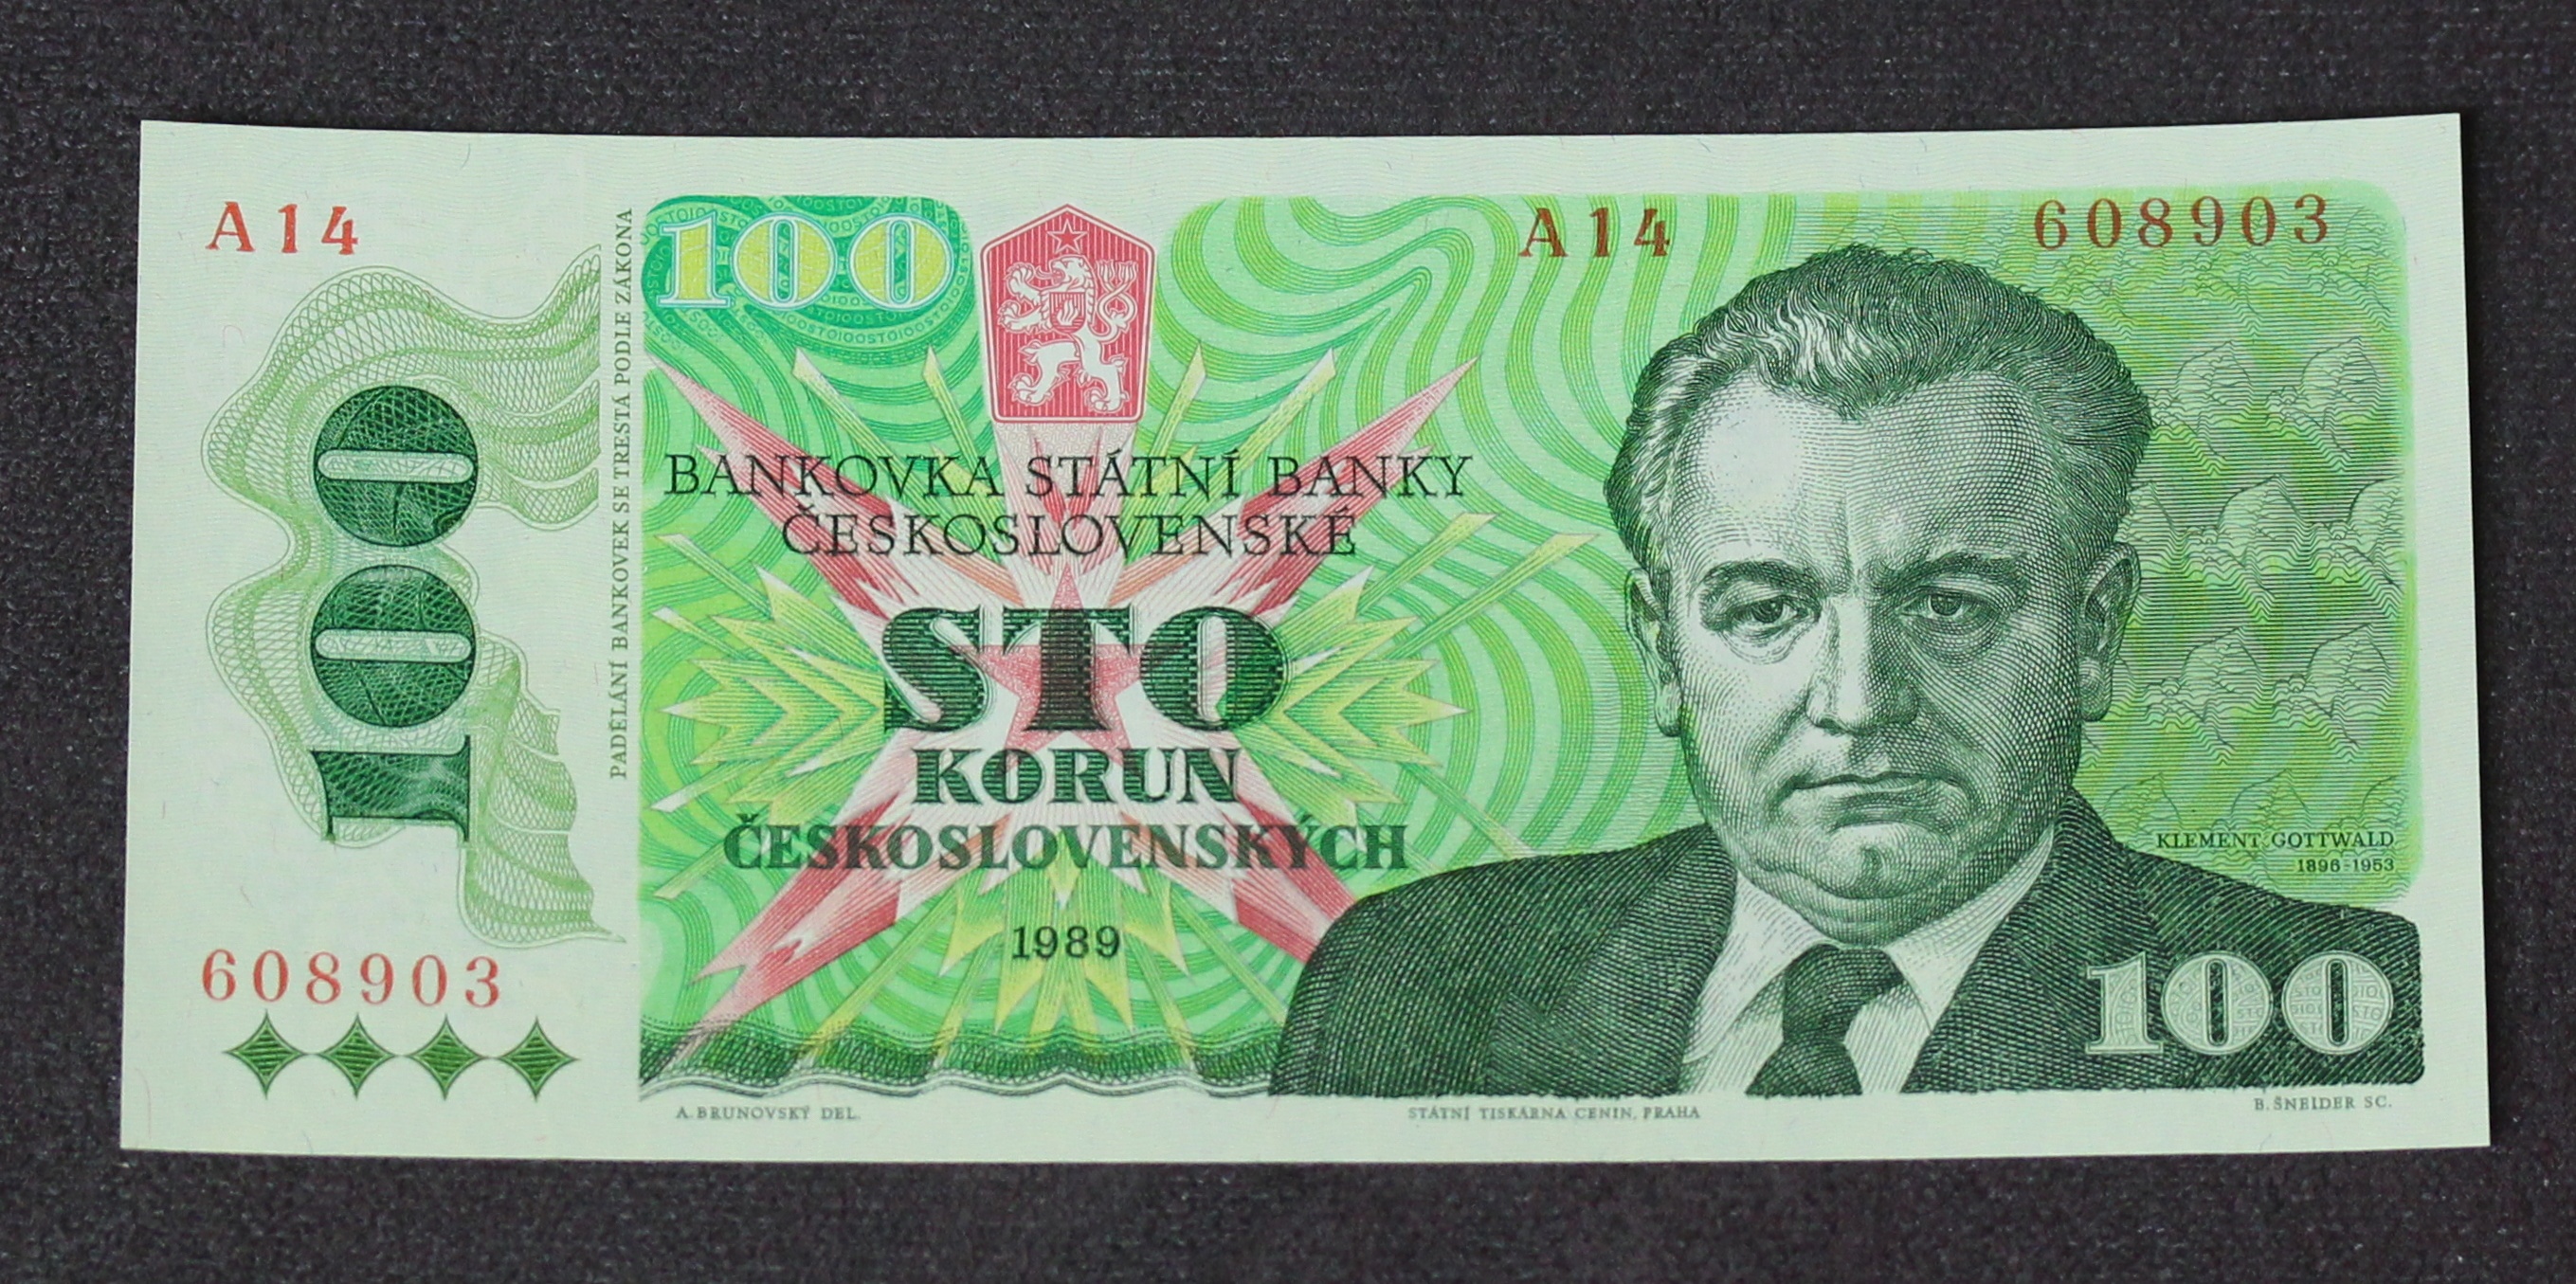 A14
100
608903
PADĚLÁNÍ BANKOVEK SE TRESTÁ PODLE ZÁKONA
100
A14
608903
BANKOVKA STÁTNÍ BANKY
ČESKOSLOVENSKÉ
STO
KORUN
ČESKOSLOVENSKÝCH
1989
KLEMENT GOTTWALD
1896-1953
100
A. BRUNOVSKÝ DEL.
STÁTNÍ TISKÁRNA CENIN, PRAHA
B. ŠNEIDER SC.